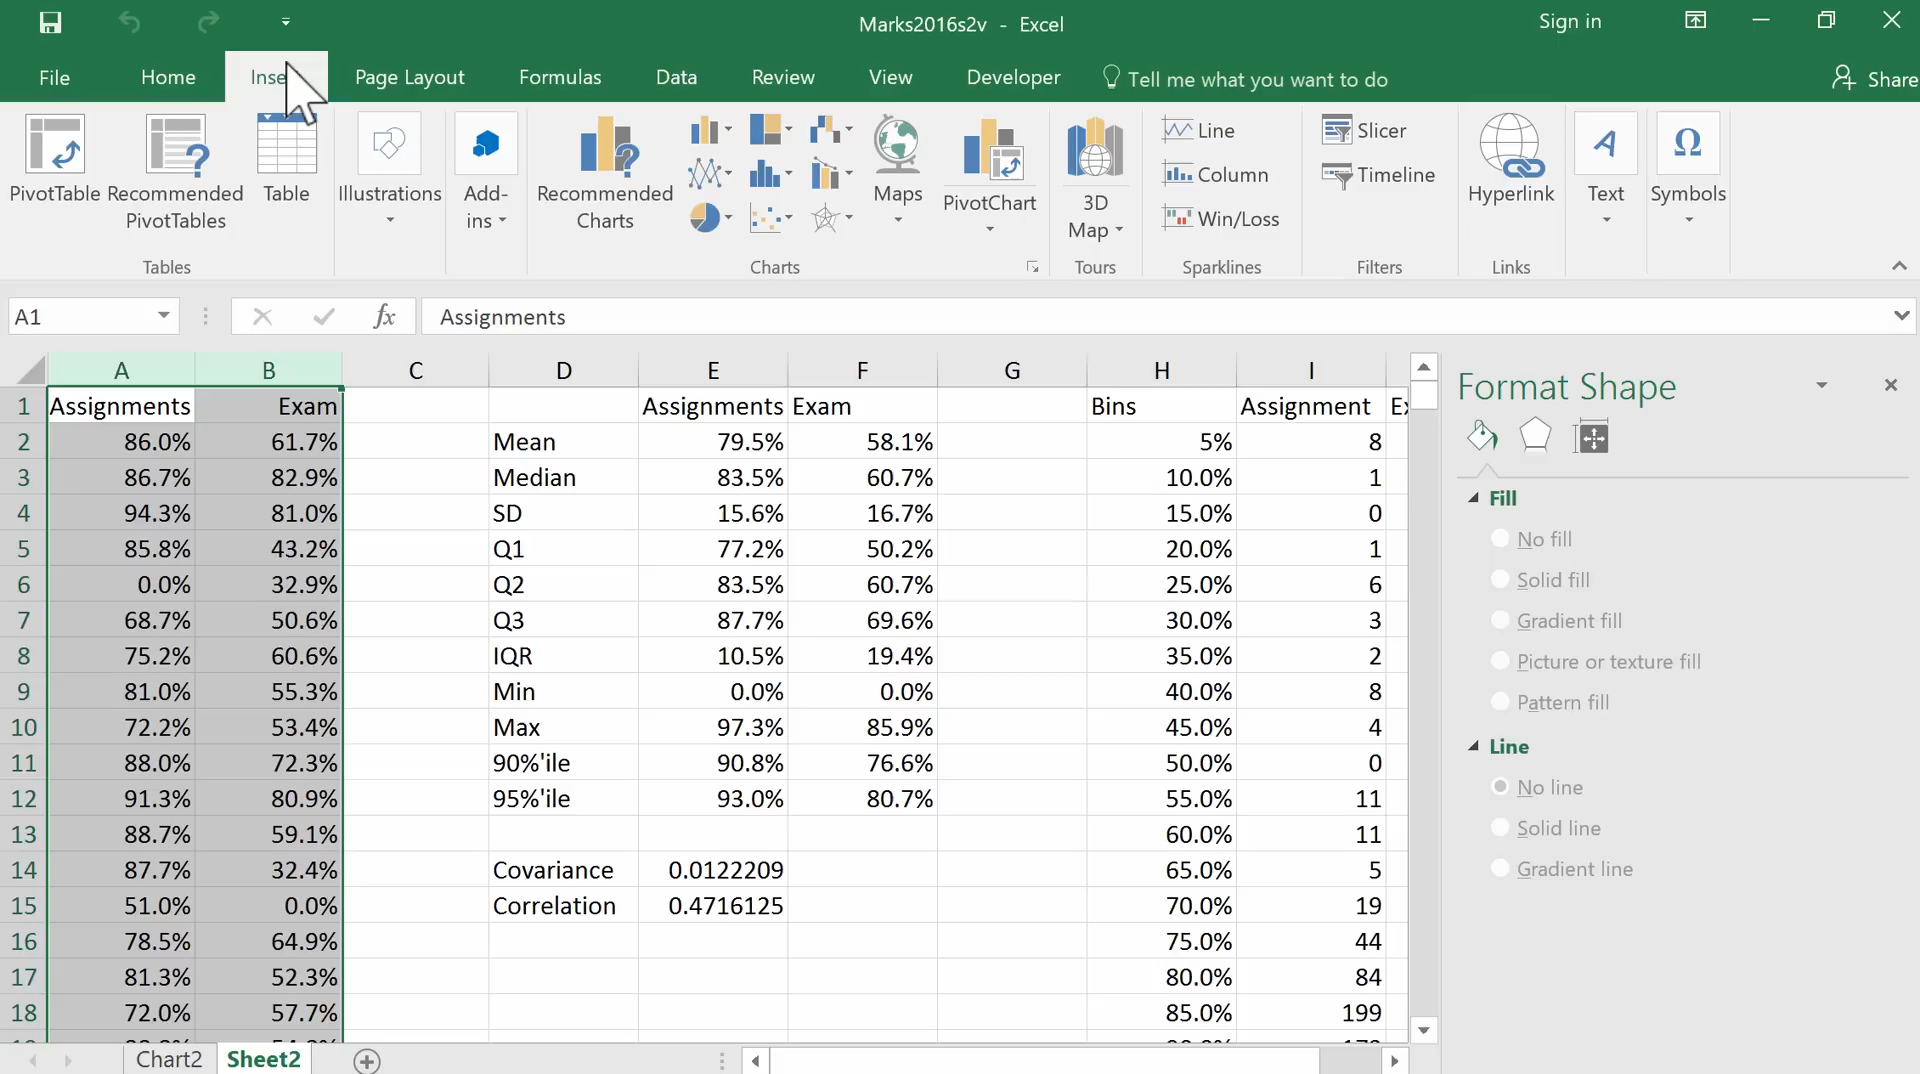 Marks2016s2v - Excel
Sign in
File Home Inse Page Layout Formulas Data Review View Developer Tell me what you want to do Share
PivotTable
Recommended
PivotTables
Table
Illustrations
Add-
ins
Recommended
Charts
Maps
PivotChart
3D
Map
Line
Column
Win/Loss
Slicer
Timeline
Hyperlink
Text
Symbols
Tables Charts Tours Sparklines Filters Links
A1 fx Assignments
A B C D E F G H I
1 Assignments Exam Assignments Exam Bins Assignment
2 86.0% 61.7% Mean 79.5% 58.1% 5% 8
3 86.7% 82.9% Median 83.5% 60.7% 10.0% 1
4 94.3% 81.0% SD 15.6% 16.7% 15.0% 0
5 85.8% 43.2% Q1 77.2% 50.2% 20.0% 1
6 0.0% 32.9% Q2 83.5% 60.7% 25.0% 6
7 68.7% 50.6% Q3 87.7% 69.6% 30.0% 3
8 75.2% 60.6% IQR 10.5% 19.4% 35.0% 2
9 81.0% 55.3% Min 0.0% 0.0% 40.0% 8
10 72.2% 53.4% Max 97.3% 85.9% 45.0% 4
11 88.0% 72.3% 90%'ile 90.8% 76.6% 50.0% 0
12 91.3% 80.9% 95%'ile 93.0% 80.7% 55.0% 11
13 88.7% 59.1% 60.0% 11
14 87.7% 32.4% Covariance 0.0122209 65.0% 5
15 51.0% 0.0% Correlation 0.4716125 70.0% 19
16 78.5% 64.9% 75.0% 44
17 81.3% 52.3% 80.0% 84
18 72.0% 57.7% 85.0% 199
Chart2 Sheet2
Format Shape
Fill
No fill
Solid fill
Gradient fill
Picture or texture fill
Pattern fill
Line
No line
Solid line
Gradient line